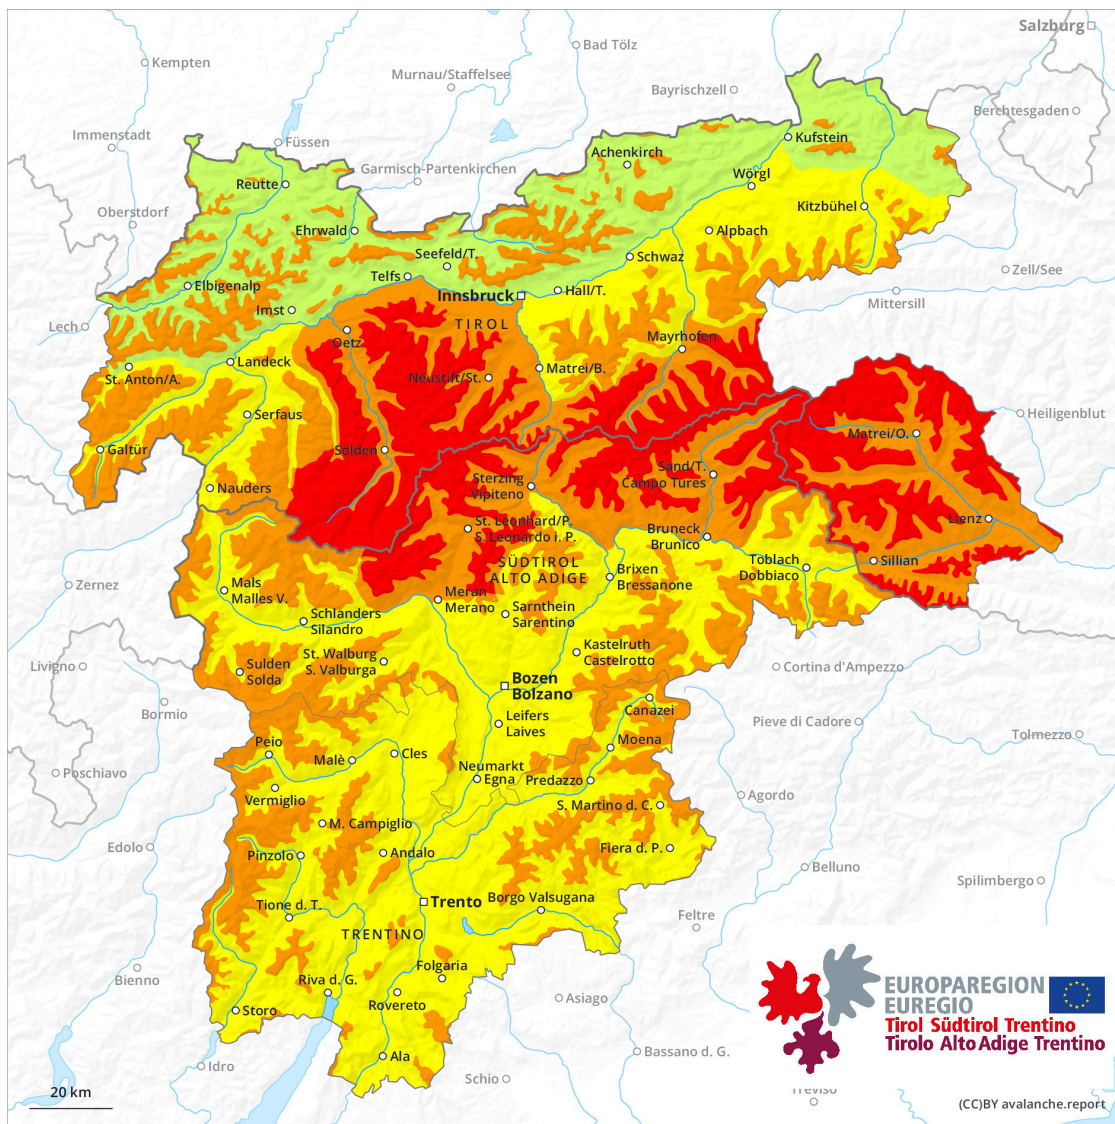 Salzburg
Bad Tölz
Kempten
Murnau/Staffelsee
Bayrischzell
Berchtesgaden
Immenstadt
Füssen
Kufstein
Achenkirch
Garmisch-Partenkirchen
Wörgl
Reutte
Oberstdorf
Kitzbühel
Ehrwald
Alpbach
Seefeld/T.
Schwaz
Telfs
Zell/See
Elbigenalp
Hall/T.
Innsbruck
Mittersill
Imst
TIROL
Lech
Oetz
Mayrhofen
Landeck
Matrei/B.
St. Anton/A.
Neustift/St.
Serfaus
Heiligenblut
Matrei/O.
Galtür
Sölden
Sand/T.
Campo Tures
Sterzing
Vipiteno
Nauders
Lienz
St. Leonhard/P.
S. Leonardo i. P.
Bruneck
Brunico
Toblach
Dobbiaco
Sillian
SÜDTIROL
ALTO ADIGE
Brixen
Bressanone
Zernez
Mals
Malles V.
Meran
Merano
Sarnthein
Sarentino
Schlanders
Silandro
Kastelruth
Castelrotto
St. Walburg
S. Valburga
Livigno
Sulden
Solda
Cortina d'Ampezzo
Bozen
Bolzano
Canazei
Bormio
Leifers
Laives
Pieve di Cadore
Tolmezzo
Peio
Moena
Cles
Malè
Neumarkt
Egna
Poschiavo
Predazzo
Vermiglio
Agordo
S. Martino d. C.
M. Campiglio
Edolo
Fiera d. P.
Pinzolo
Andalo
Belluno
Spilimbergo
Borgo Valsugana
Trento
Tione d. T.
Feltre
TRENTINO
Folgaria
Bienno
Riva d. G.
EUROPAREGION
EUREGIO
Tirol Südtirol Trentino
Tirolo Alto Adige Trentino
Rovereto
Asiago
Storo
Ala
Bassano d. G.
Idro
Schio
20 km
Treviso
(CC)BY avalanche.report